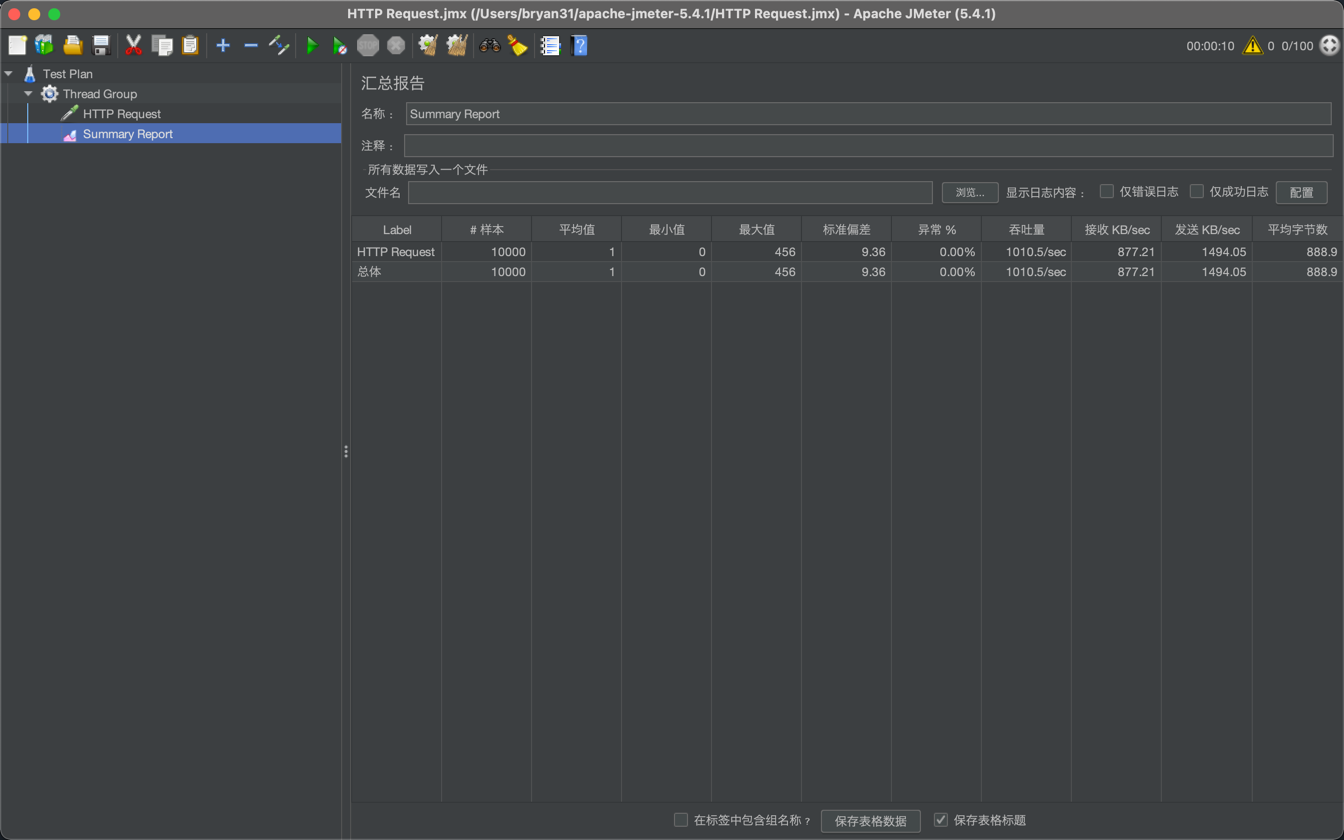 HTTP Request.jmx (/Users/bryan31/apache-jmeter-5.4.1/HTTP Request.jmx) - Apache JMeter (5.4.1)
STOP 00:00:10 0 0/100
Test Plan
Thread Group
HTTP Request
Summary Report
汇总报告
名称： Summary Report
注释：
所有数据写入一个文件
文件名 浏览... 显示日志内容： 仅错误日志 仅成功日志 配置
Label # 样本 平均值 最小值 最大值 标准偏差 异常 % 吞吐量 接收 KB/sec 发送 KB/sec 平均字节数
HTTP Request 10000 1 0 456 9.36 0.00% 1010.5/sec 877.21 1494.05 888.9
总体 10000 1 0 456 9.36 0.00% 1010.5/sec 877.21 1494.05 888.9
在标签中包含组名称？ 保存表格数据 保存表格标题